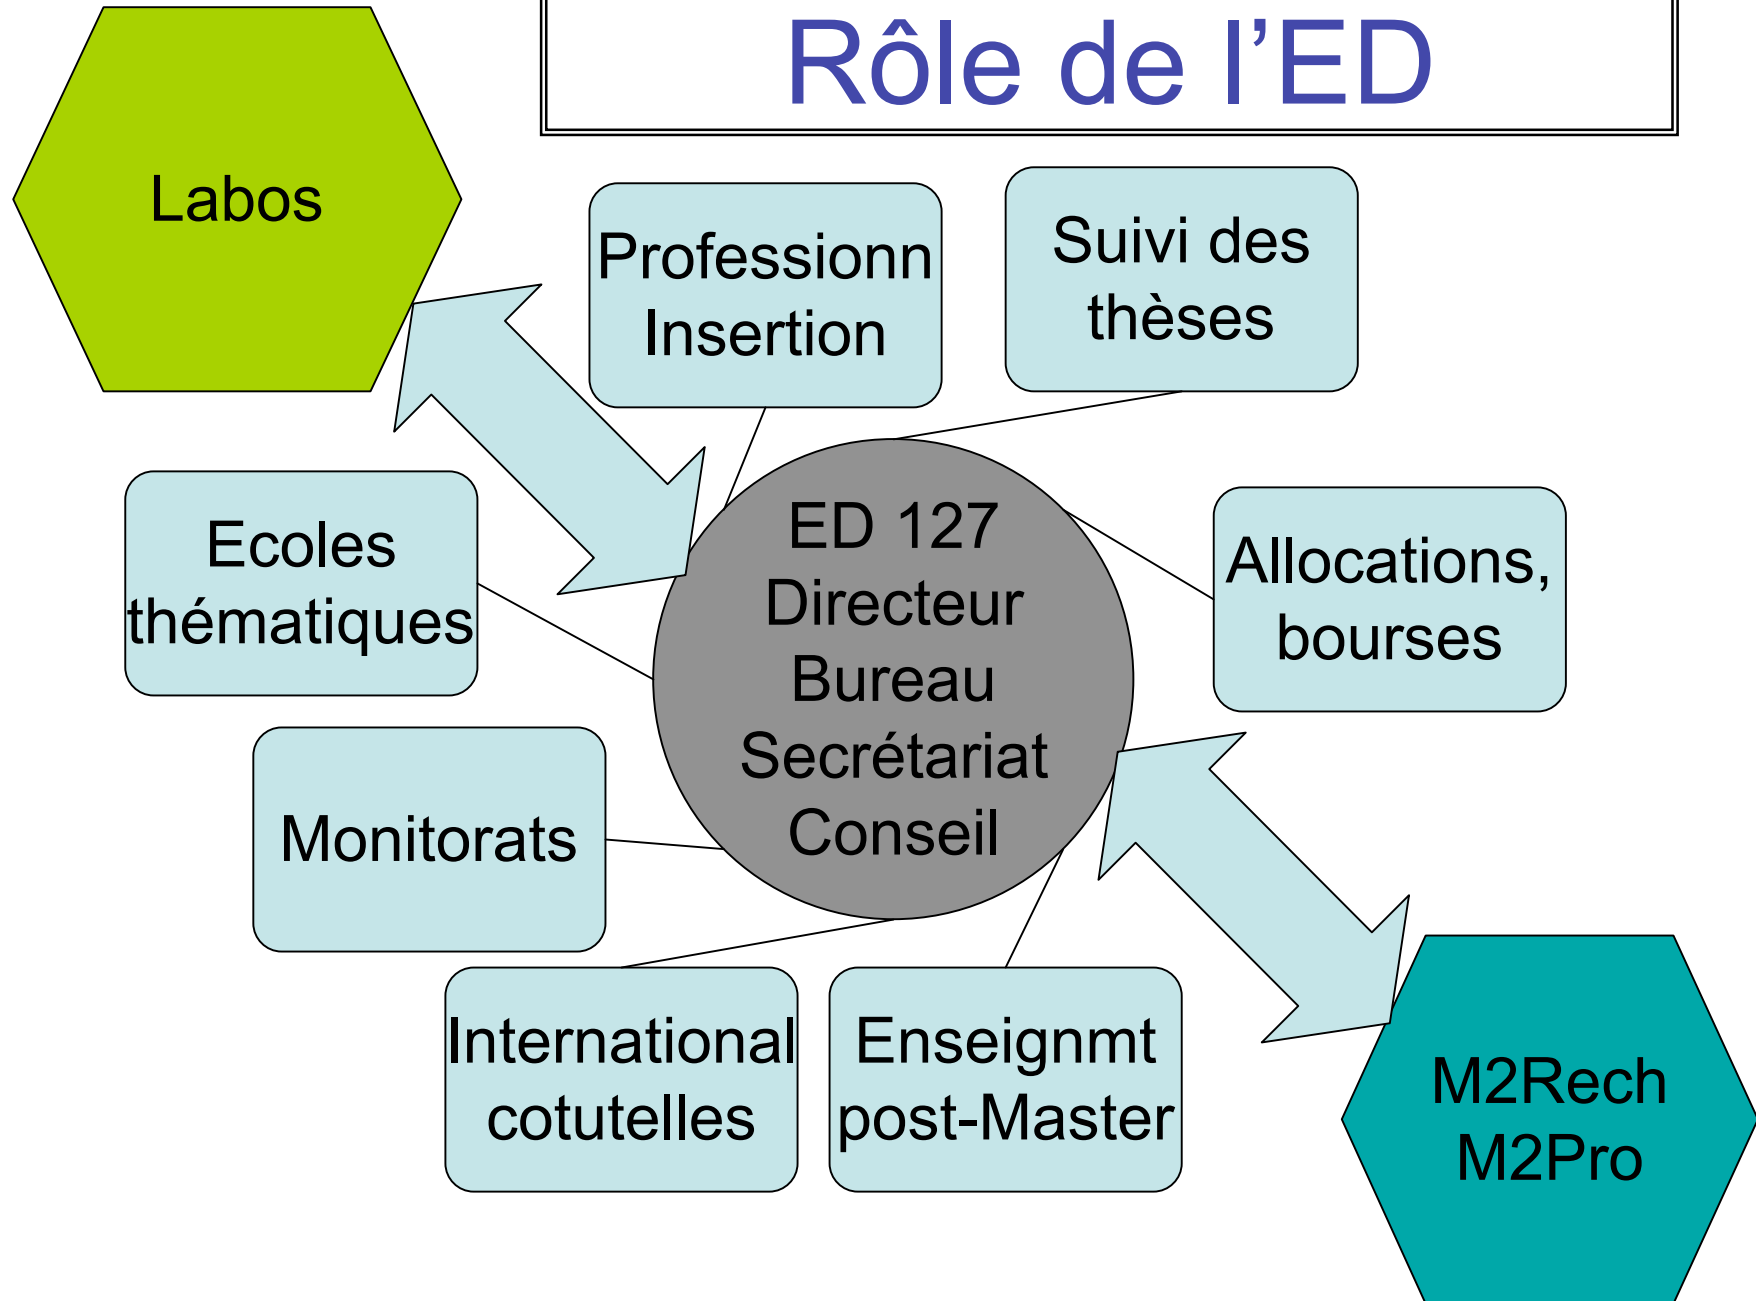 Rôle de l’ED
Labos
Professionn
Insertion
Suivi des
thèses
Ecoles
thématiques
ED 127
Directeur
Bureau
Secrétariat
Conseil
Allocations,
bourses
Monitorats
International
cotutelles
Enseignmt
post-Master
M2Rech
M2Pro